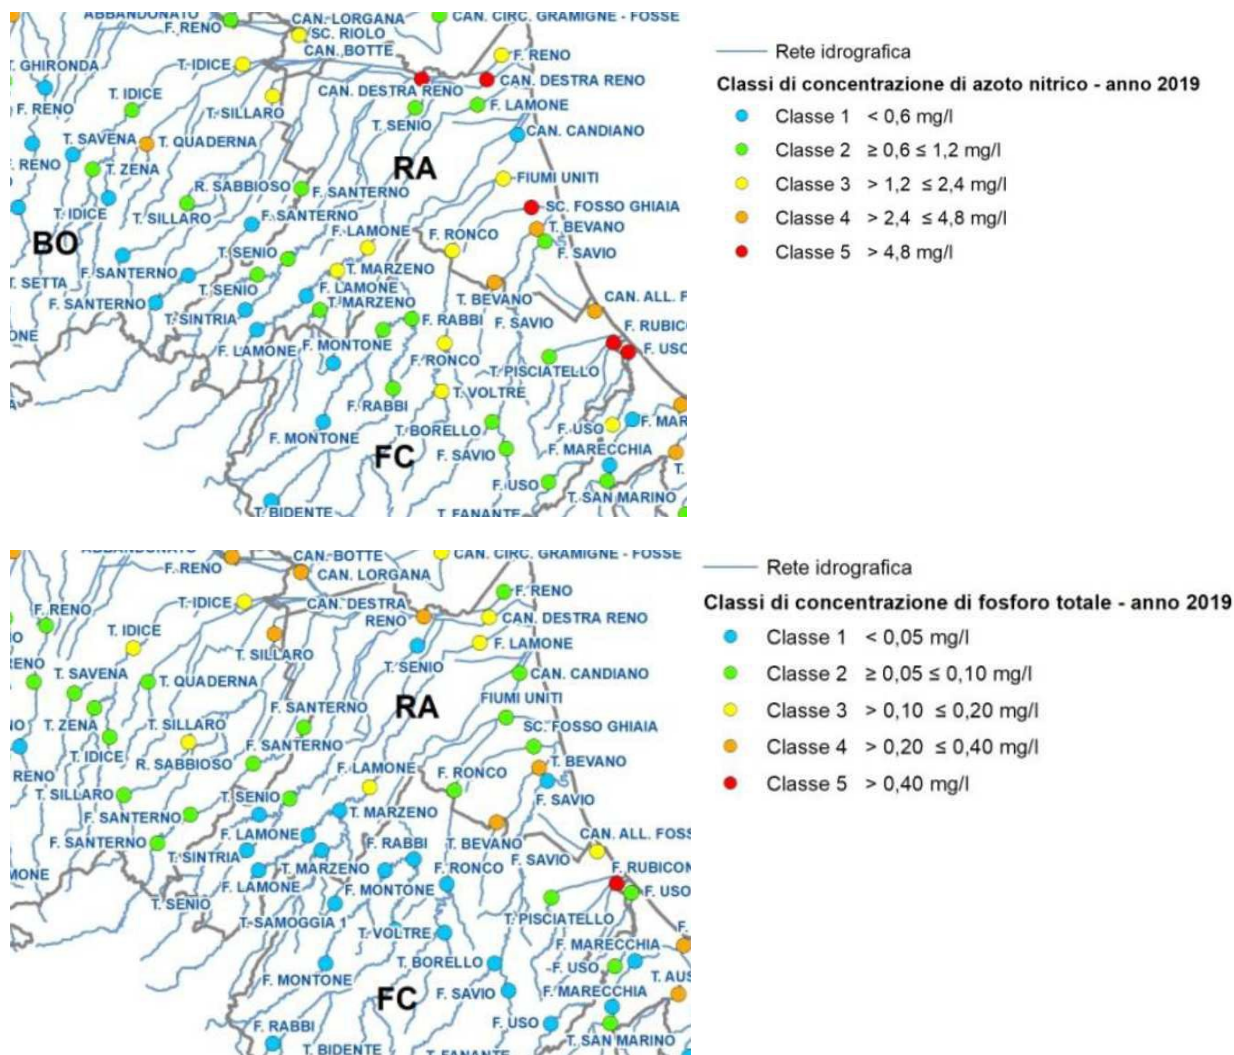 ABBANDONATO
F. RENO
CAN. LORGANA
SC. RIOLO
CAN. BOTTE
CAN. CIRC. GRAMIGNE - FOSSE
T. GHIRONDA
T. IDICE
F. RENO
CAN. DESTRA RENO
CAN. DESTRA RENO
F. RENO
T. IDICE
T. SILLARO
F. LAMONE
T. SENIO
T. SAVENA
T. QUADERNA
CAN. CANDIANO
F. RENO
T. ZENA
RA
R. SABBIOSO
F. SANTERNO
FIUMI UNITI
T. IDICE
T. SILLARO
F. SANTERNO
SC. FOSSO GHIAIA
BO
F. LAMONE
F. RONCO
T. BEVANO
F. SAVIO
T. SENIO
F. SANTERNO
T. MARZENO
T. SETTA
T. SENIO
F. LAMONE
F. SANTERNO
T. MARZENO
T. BEVANO
CAN. ALL. F
T. SINTRIA
F. RABBI
F. SAVIO
F. RUBICO
F. LAMONE
F. MONTONE
F. RONCO
F. USO
T. PISCIATELLO
F. RABBI
T. VOLTRE
F. MONTONE
T. BORELLO
F. USO
F. MAR
FC
F. SAVIO
F. MARECCHIA
T.
F. USO
T. SAN MARINO
T. BIDENTE
T. FANANTE
Rete idrografica
Classi di concentrazione di azoto nitrico - anno 2019
Classe 1 < 0,6 mg/l
Classe 2 ≥ 0,6 ≤ 1,2 mg/l
Classe 3 > 1,2 ≤ 2,4 mg/l
Classe 4 > 2,4 ≤ 4,8 mg/l
Classe 5 > 4,8 mg/l
ABBANDONATO
F. RENO
CAN. BOTTE
CAN. LORGANA
CAN. CIRC. GRAMIGNE - FOSSE
F. RENO
T. IDICE
CAN. DESTRA
RENO
F. RENO
CAN. DESTRA RENO
T. IDICE
T. SILLARO
F. LAMONE
T. SENIO
RENO
T. SAVENA
T. QUADERNA
CAN. CANDIANO
F. SANTERNO
RA
FIUMI UNITI
T. ZENA
T. SILLARO
SC. FOSSO GHIAIA
T. IDICE
F. SANTERNO
R. SABBIOSO
F. LAMONE
F. RONCO
T. BEVANO
RENO
T. SILLARO
T. SENIO
F. SAVIO
F. SANTERNO
T. MARZENO
F. LAMONE
CAN. ALL. FOSS
F. SANTERNO
F. RABBI
T. BEVANO
T. SINTRIA
T. MARZENO
F. RONCO
F. SAVIO
F. RUBICON
F. LAMONE
F. MONTONE
F. USO
T. SENIO
T. SAMOGGIA 1
T. VOLTRE
T. PISCIATELLO
F. MARECCHIA
T. BORELLO
F. USO
T. AUS
F. MONTONE
FC
F. SAVIO
F. MARECCHIA
F. RABBI
F. USO
T. SAN MARINO
T. BIDENTE
T. FANANTE
Rete idrografica
Classi di concentrazione di fosforo totale - anno 2019
Classe 1 < 0,05 mg/l
Classe 2 ≥ 0,05 ≤ 0,10 mg/l
Classe 3 > 0,10 ≤ 0,20 mg/l
Classe 4 > 0,20 ≤ 0,40 mg/l
Classe 5 > 0,40 mg/l